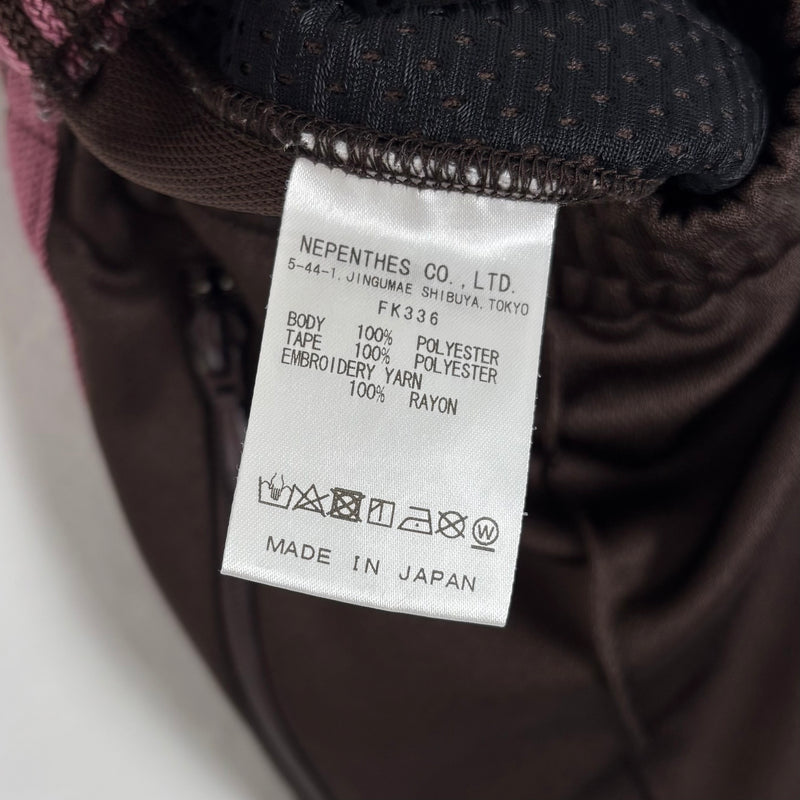 NEPENTHES CO., LTD.
5-44-1, JINGUMAE SHIBUYA, TOKYO
FK336
BODY 100% POLYESTER
TAPE 100% POLYESTER
EMBROIDERY YARN
100% RAYON
W
MADE IN JAPAN